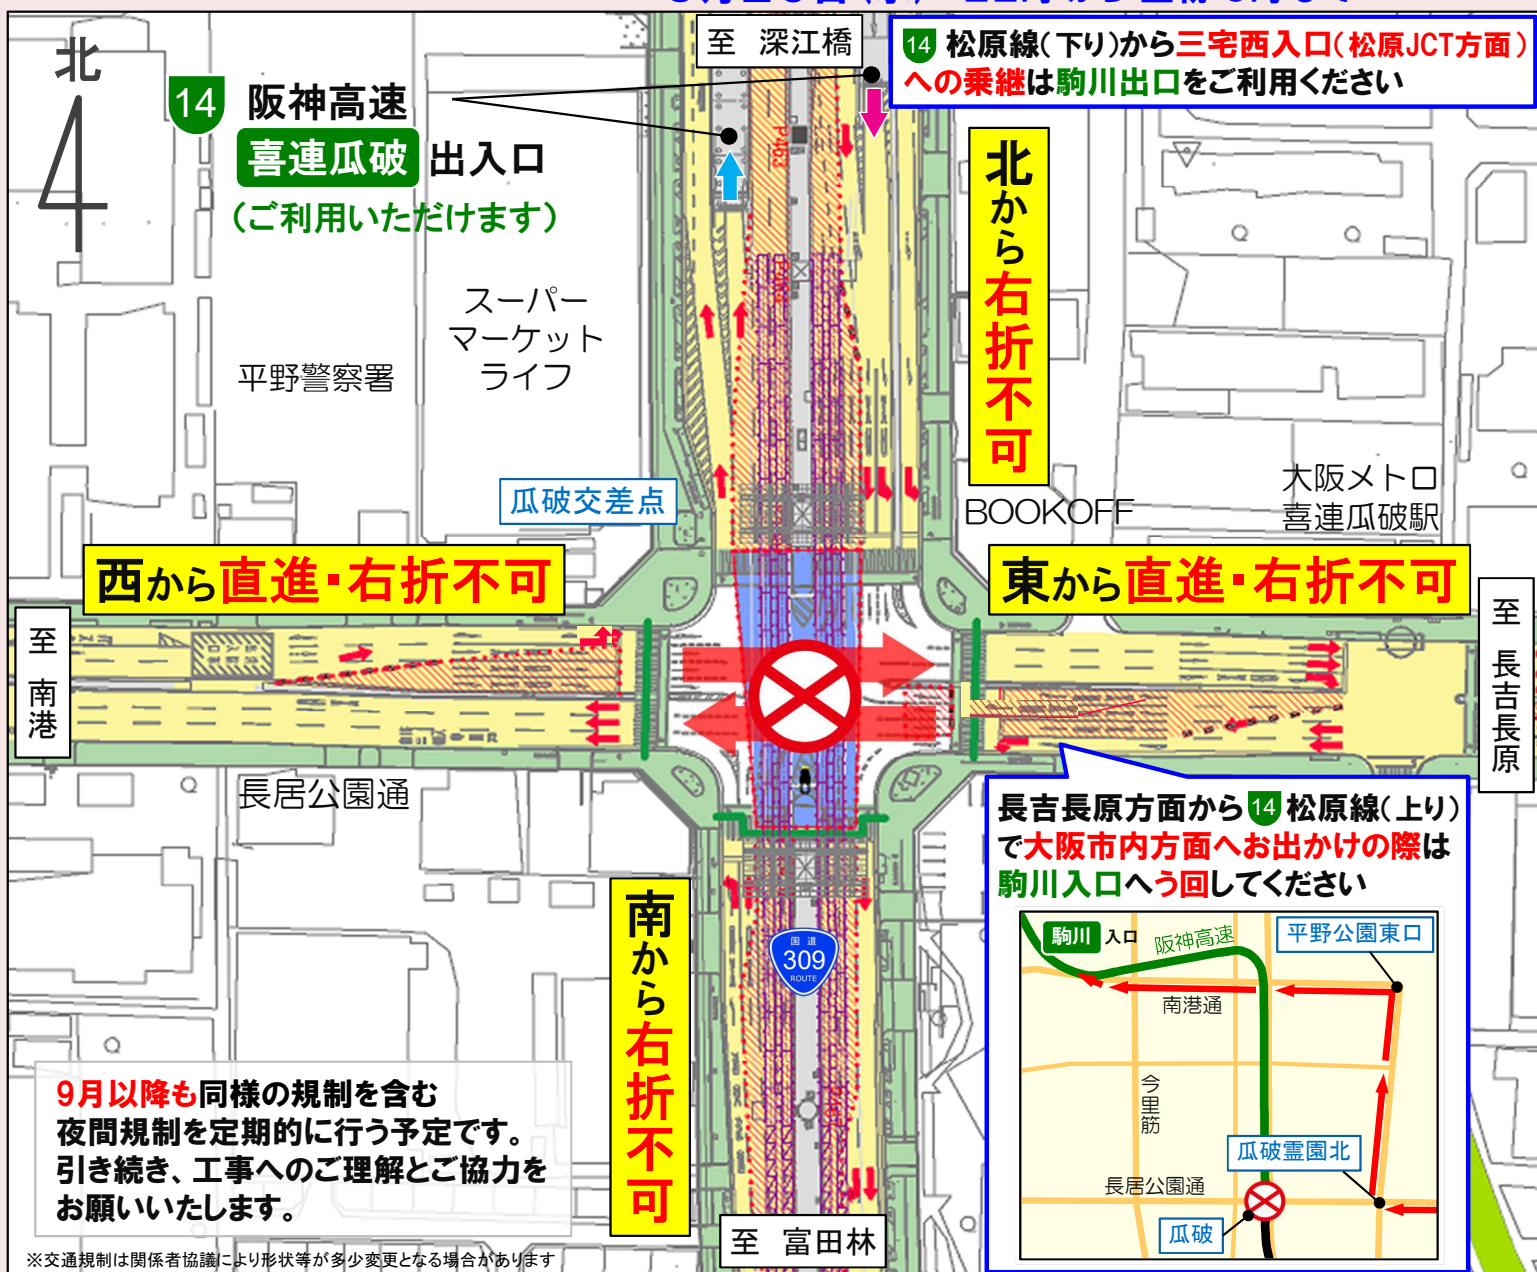 至 深江橋
14 松原線(下り)から三宅西入口(松原JCT方面)
への乗継は駒川出口をご利用ください
北
14 阪神高速
喜連瓜破 出入口
(ご利用いただけます)
北から右折不可
スーパー
マーケット
ライフ
平野警察署
瓜破交差点
BOOKOFF
大阪メトロ
喜連瓜破駅
西から直進・右折不可
東から直進・右折不可
至 南港
至 長吉長原
長居公園通
長吉長原方面から 14 松原線(上り)
で大阪市内方面へお出かけの際は
駒川入口へう回してください
南から右折不可
国道
309
ROUTE
駒川 入口
阪神高速
平野公園東口
南港通
今里筋
瓜破霊園北
長居公園通
瓜破
9月以降も同様の規制を含む
夜間規制を定期的に行う予定です。
引き続き、工事へのご理解とご協力を
お願いいたします。
至 富田林
※交通規制は関係者協議により形状等が多少変更となる場合があります